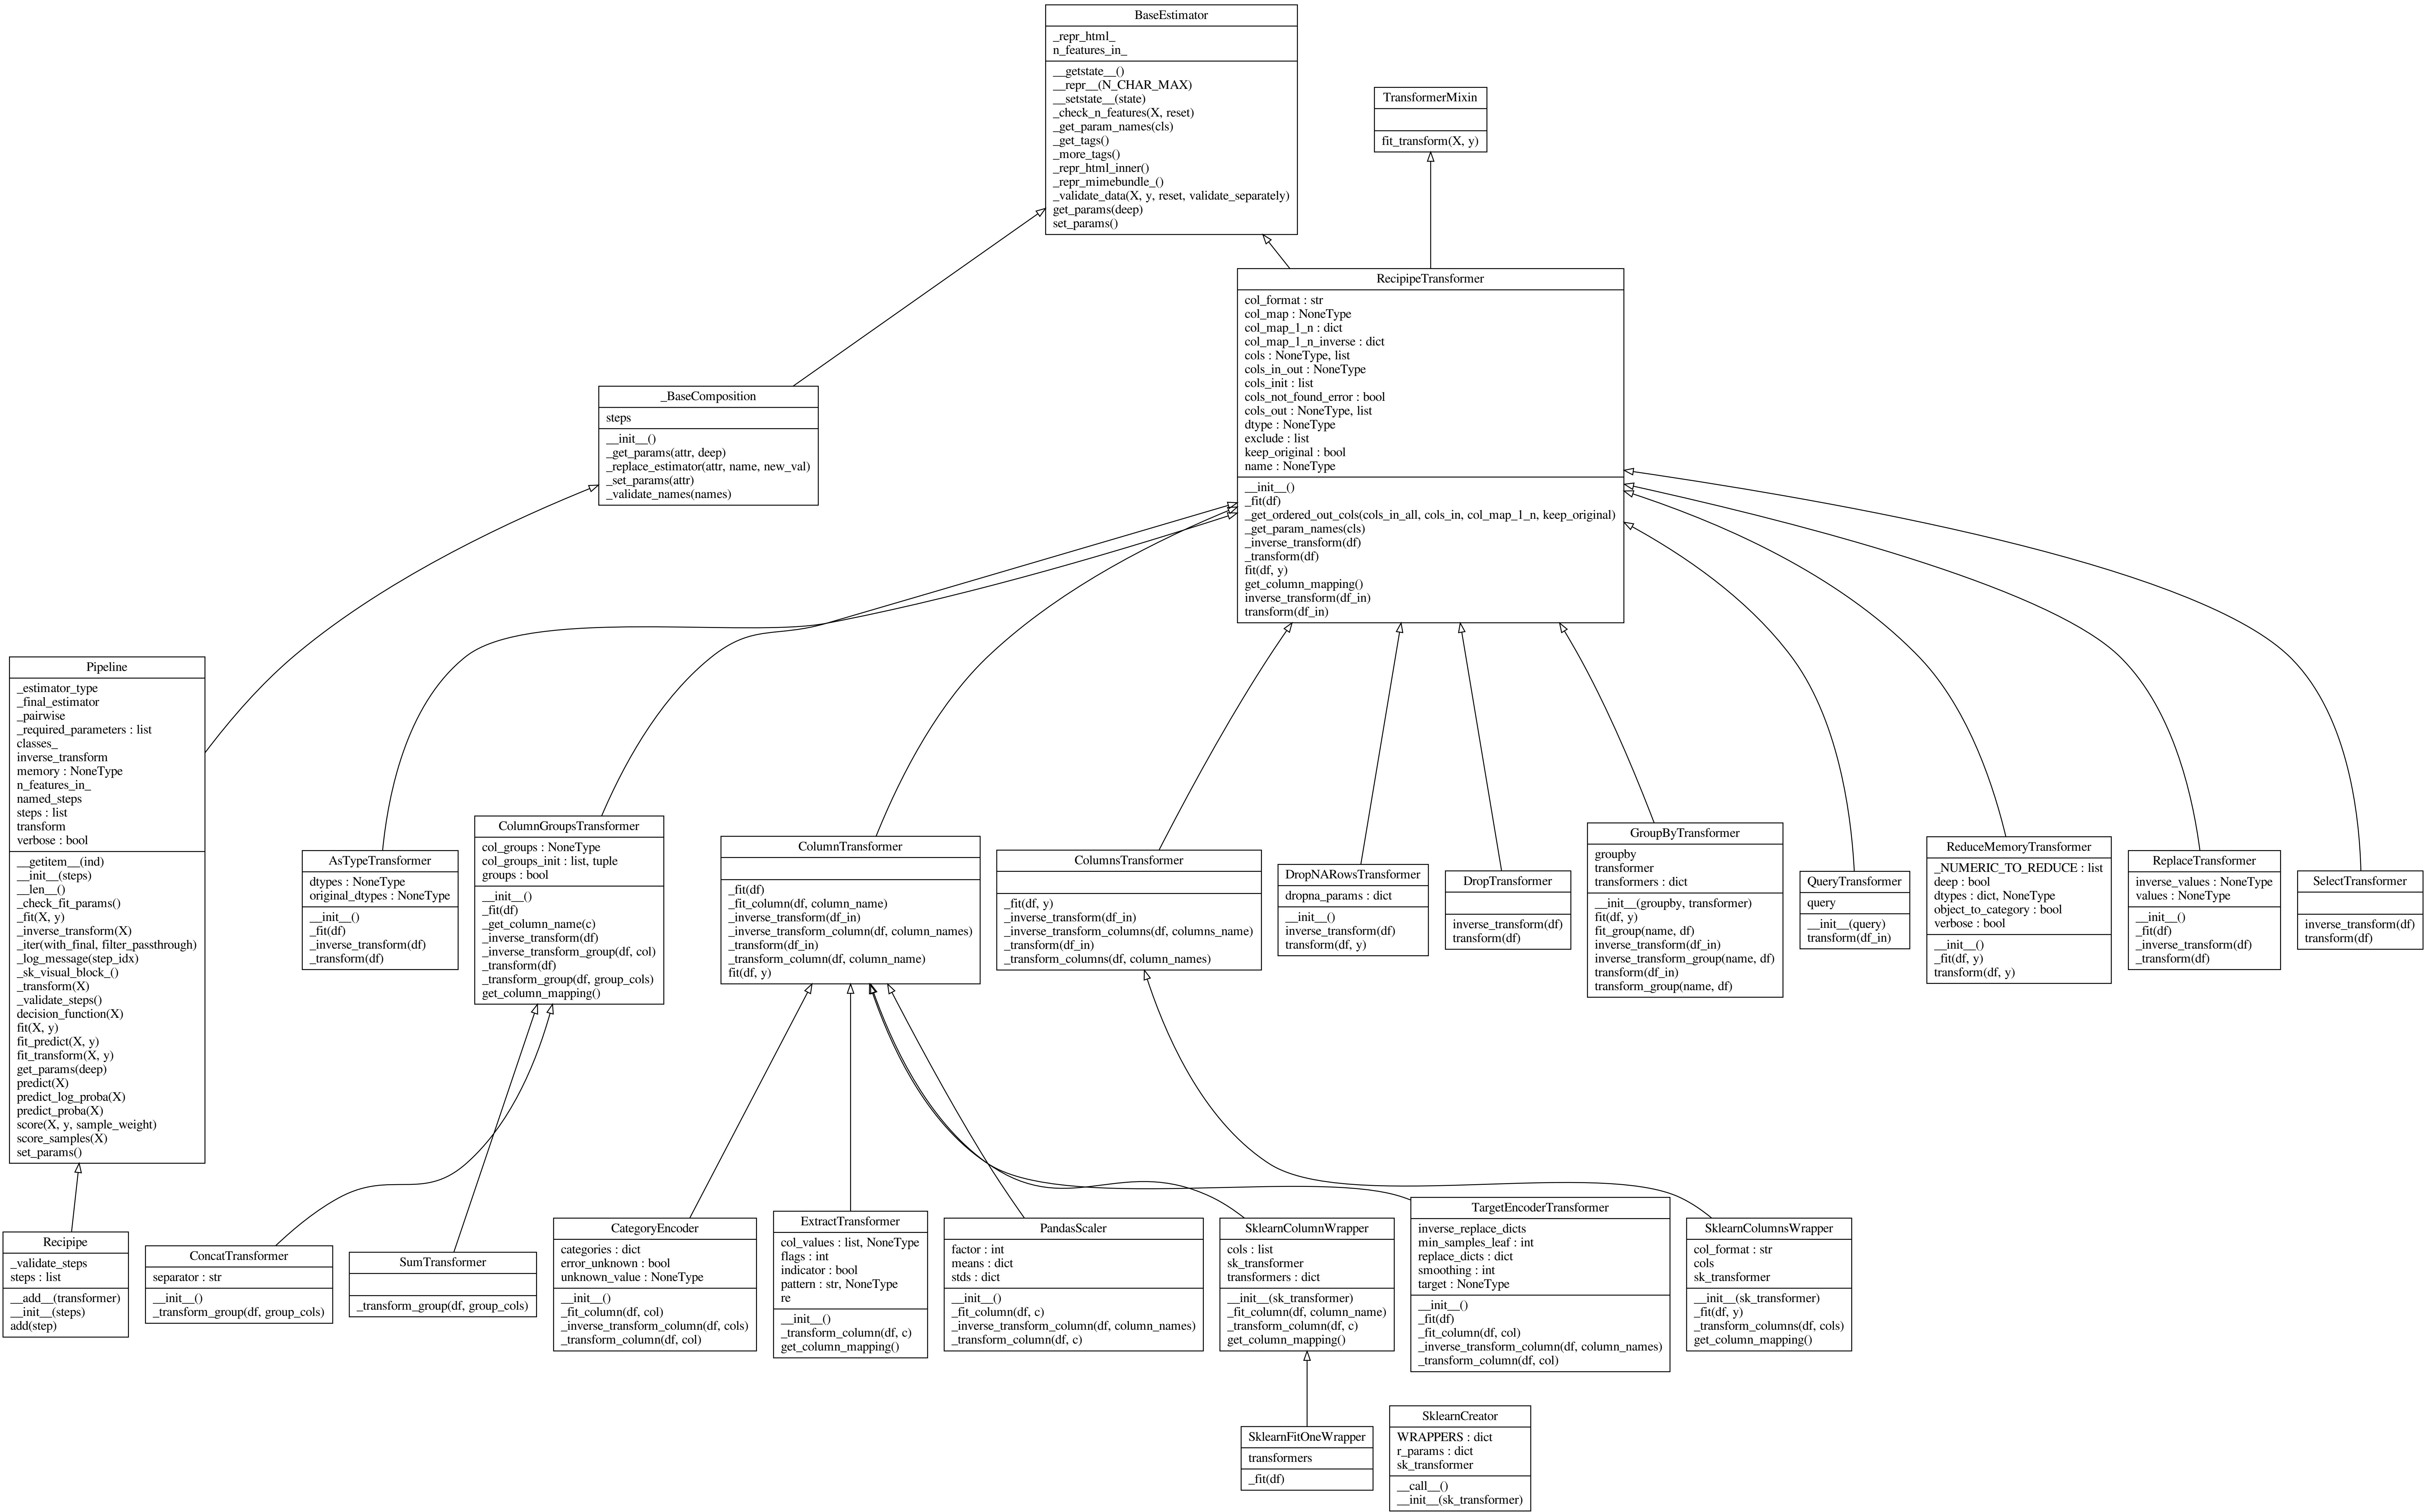 BaseEstimator
_repr_html_
n_features_in_
__getstate__()
__repr__(N_CHAR_MAX)
__setstate__(state)
_check_n_features(X, reset)
_get_param_names(cls)
_get_tags()
_more_tags()
_repr_html_inner()
_repr_mimebundle_()
_validate_data(X, y, reset, validate_separately)
get_params(deep)
set_params()
TransformerMixin
fit_transform(X, y)
RecipipeTransformer
col_format : str
col_map : NoneType
col_map_1_n : dict
col_map_1_n_inverse : dict
cols : NoneType, list
cols_in_out : NoneType
cols_init : list
cols_not_found_error : bool
cols_out : NoneType, list
dtype : NoneType
exclude : list
keep_original : bool
name : NoneType
__init__()
_fit(df)
_get_ordered_out_cols(cols_in_all, cols_in, col_map_1_n, keep_original)
_get_param_names(cls)
_inverse_transform(df)
_transform(df)
fit(df, y)
get_column_mapping()
inverse_transform(df_in)
transform(df_in)
_BaseComposition
steps
__init__()
_get_params(attr, deep)
_replace_estimator(attr, name, new_val)
_set_params(attr)
_validate_names(names)
Pipeline
_estimator_type
_final_estimator
_pairwise
_required_parameters : list
classes_
inverse_transform
memory : NoneType
n_features_in_
named_steps
steps : list
transform
verbose : bool
__getitem__(ind)
__init__(steps)
__len__()
_check_fit_params()
_fit(X, y)
_inverse_transform(X)
_iter(with_final, filter_passthrough)
_log_message(step_idx)
_sk_visual_block_()
_transform(X)
_validate_steps()
decision_function(X)
fit(X, y)
fit_predict(X, y)
fit_transform(X, y)
get_params(deep)
predict(X)
predict_log_proba(X)
predict_proba(X)
score(X, y, sample_weight)
score_samples(X)
set_params()
AsTypeTransformer
dtypes : NoneType
original_dtypes : NoneType
__init__()
_fit(df)
_inverse_transform(df)
_transform(df)
ColumnGroupsTransformer
col_groups : NoneType
col_groups_init : list, tuple
groups : bool
__init__()
_fit(df)
_get_column_name(c)
_inverse_transform(df)
_inverse_transform_group(df, col)
_transform(df)
_transform_group(df, group_cols)
get_column_mapping()
ColumnTransformer
_fit(df)
_fit_column(df, column_name)
_inverse_transform(df_in)
_inverse_transform_column(df, column_names)
_transform(df_in)
_transform_column(df, column_name)
fit(df, y)
ColumnsTransformer
_fit(df, y)
_inverse_transform(df_in)
_inverse_transform_columns(df, columns_name)
_transform(df_in)
_transform_columns(df, column_names)
DropNARowsTransformer
dropna_params : dict
__init__()
inverse_transform(df)
transform(df, y)
DropTransformer
inverse_transform(df)
transform(df)
GroupByTransformer
groupby
transformer
transformers : dict
__init__(groupby, transformer)
fit(df, y)
fit_group(name, df)
inverse_transform(df_in)
inverse_transform_group(name, df)
transform(df_in)
transform_group(name, df)
QueryTransformer
query
__init__(query)
transform(df_in)
ReduceMemoryTransformer
_NUMERIC_TO_REDUCE : list
deep : bool
dtypes : dict, NoneType
object_to_category : bool
verbose : bool
__init__()
_fit(df, y)
transform(df, y)
ReplaceTransformer
inverse_values : NoneType
values : NoneType
__init__()
_fit(df)
_inverse_transform(df)
_transform(df)
SelectTransformer
inverse_transform(df)
transform(df)
Recipipe
_validate_steps
steps : list
__add__(transformer)
__init__(steps)
add(step)
ConcatTransformer
separator : str
__init__()
_transform_group(df, group_cols)
SumTransformer
_transform_group(df, group_cols)
CategoryEncoder
categories : dict
error_unknown : bool
unknown_value : NoneType
__init__()
_fit_column(df, col)
_inverse_transform_column(df, cols)
_transform_column(df, col)
ExtractTransformer
col_values : list, NoneType
flags : int
indicator : bool
pattern : str, NoneType
re
__init__()
_transform_column(df, c)
get_column_mapping()
PandasScaler
factor : int
means : dict
stds : dict
__init__()
_fit_column(df, c)
_inverse_transform_column(df, column_names)
_transform_column(df, c)
SklearnColumnWrapper
cols : list
sk_transformer
transformers : dict
__init__(sk_transformer)
_fit_column(df, column_name)
_transform_column(df, c)
get_column_mapping()
TargetEncoderTransformer
inverse_replace_dicts
min_samples_leaf : int
replace_dicts : dict
smoothing : int
target : NoneType
__init__()
_fit(df)
_fit_column(df, col)
_inverse_transform_column(df, column_names)
_transform_column(df, col)
SklearnColumnsWrapper
col_format : str
cols
sk_transformer
__init__(sk_transformer)
_fit(df, y)
_transform_columns(df, cols)
get_column_mapping()
SklearnFitOneWrapper
transformers
_fit(df)
SklearnCreator
WRAPPERS : dict
r_params : dict
sk_transformer
__call__()
__init__(sk_transformer)